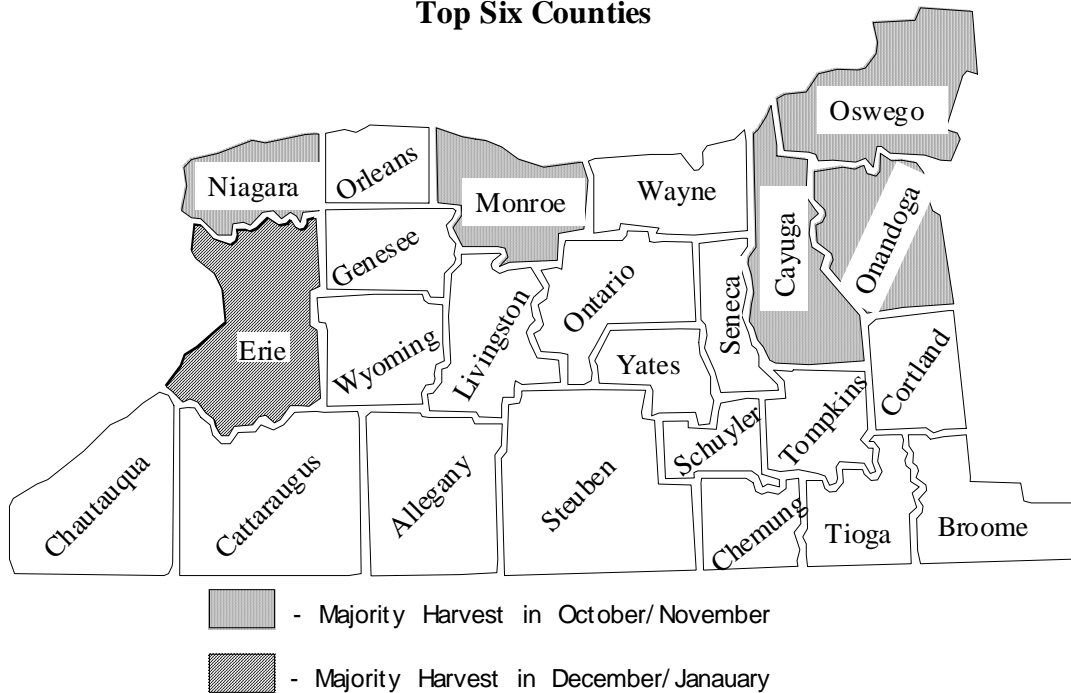 Top Six Counties
Oswego
Niagara
Orleans
Monroe
Wayne
Cayuga
Onandoga
Genesee
Ontario
Seneca
Erie
Wyoming
Livingston
Yates
Cortland
Chautauqua
Cattaraugus
Allegany
Steuben
Schuyler
Tompkins
Chemung
Tioga
Broome
- Majority Harvest in October/November
- Majority Harvest in December/Janauary